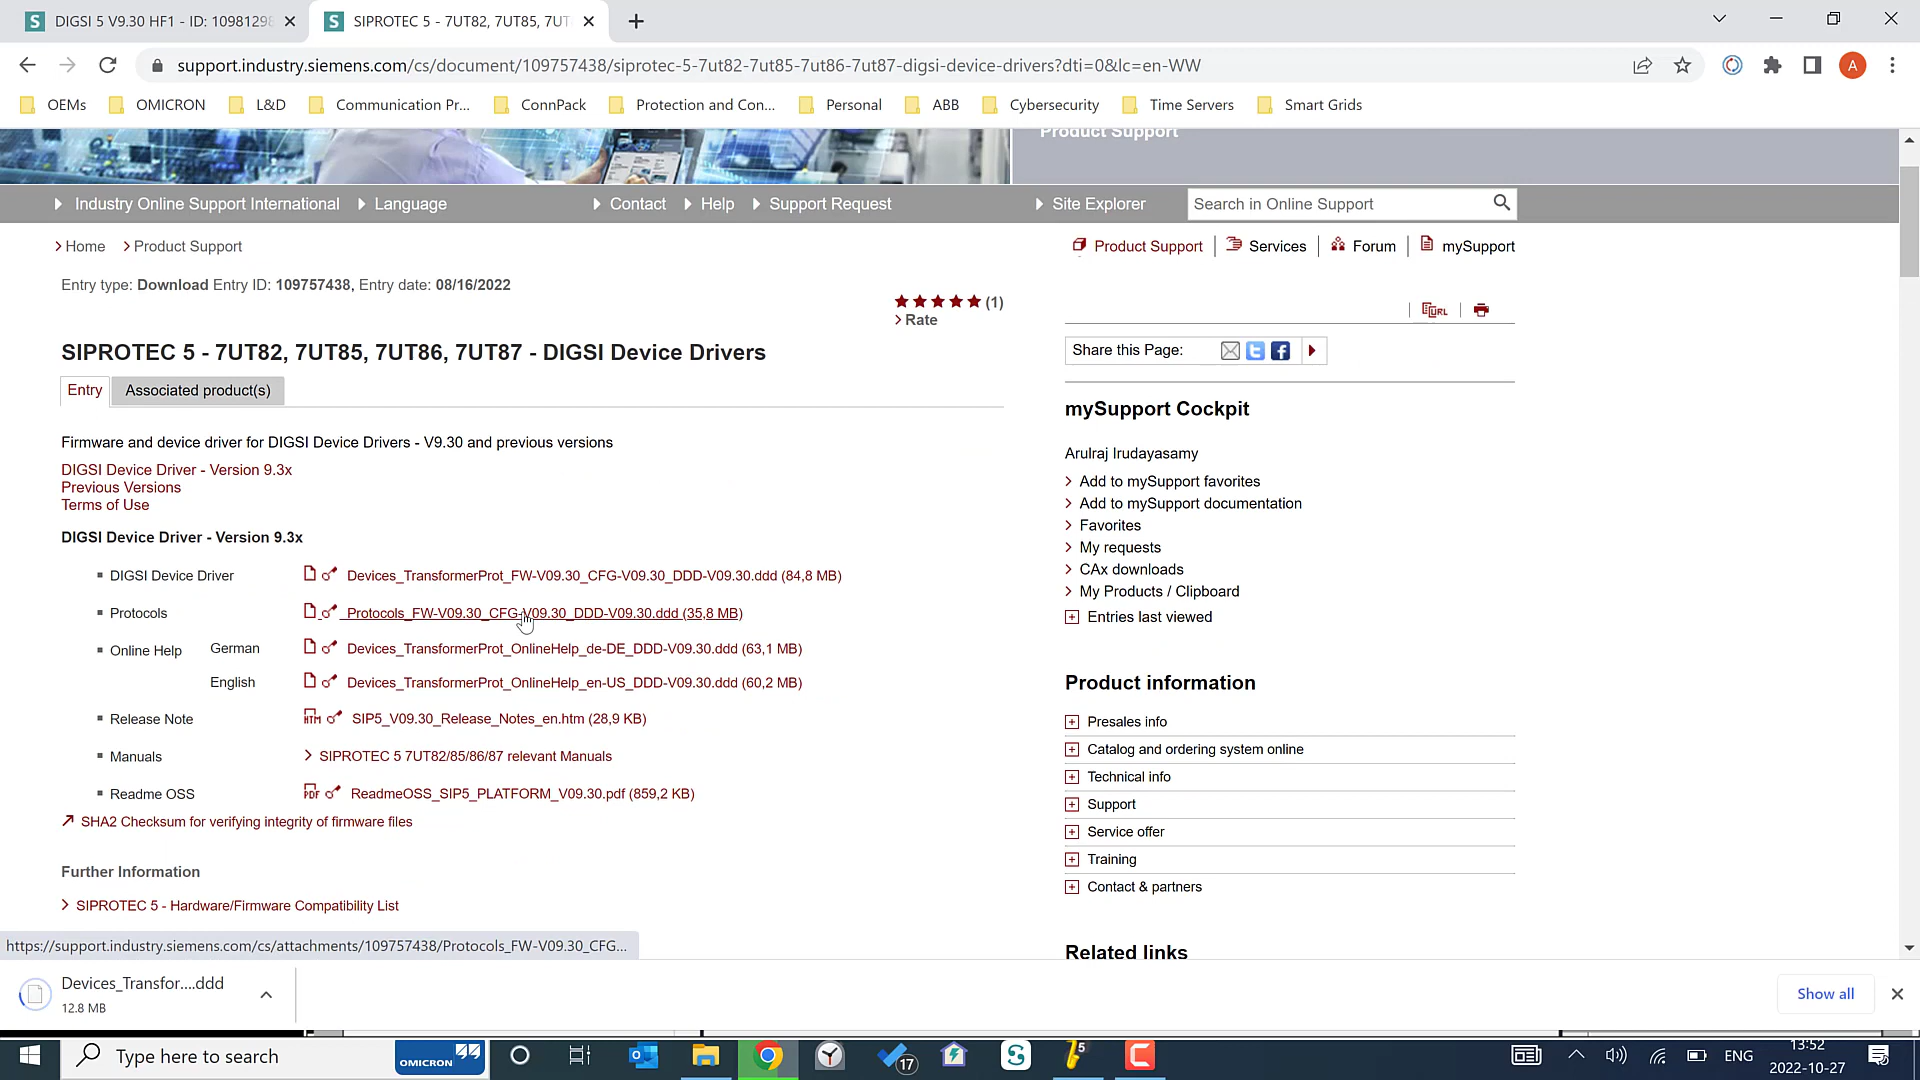 DIGSI 5 V9.30 HF1 - ID: 10981298
SIPROTEC 5 - 7UT82, 7UT85, 7UT
support.industry.siemens.com/cs/document/109757438/siprotec-5-7ut82-7ut85-7ut86-7ut87-digsi-device-drivers?dti=0&lc=en-WW
A
OEMs OMICRON L&D Communication Pr... ConnPack Protection and Con... Personal ABB Cybersecurity Time Servers Smart Grids
Product Support
Industry Online Support International Language Contact Help Support Request Site Explorer Search in Online Support
Home Product Support
Product Support Services Forum mySupport
Entry type: Download Entry ID: 109757438, Entry date: 08/16/2022
(1)
Rate
URL
SIPROTEC 5 - 7UT82, 7UT85, 7UT86, 7UT87 - DIGSI Device Drivers
Share this Page:
Entry Associated product(s)
Firmware and device driver for DIGSI Device Drivers - V9.30 and previous versions
DIGSI Device Driver - Version 9.3x
Previous Versions
Terms of Use
DIGSI Device Driver - Version 9.3x
DIGSI Device Driver Devices_TransformerProt_FW-V09.30_CFG-V09.30_DDD-V09.30.ddd (84,8 MB)
Protocols Protocols_FW-V09.30_CFG-V09.30_DDD-V09.30.ddd (35,8 MB)
Online Help German Devices_TransformerProt_OnlineHelp_de-DE_DDD-V09.30.ddd (63,1 MB)
English Devices_TransformerProt_OnlineHelp_en-US_DDD-V09.30.ddd (60,2 MB)
Release Note HTM SIP5_V09.30_Release_Notes_en.htm (28,9 KB)
Manuals SIPROTEC 5 7UT82/85/86/87 relevant Manuals
Readme OSS PDF ReadmeOSS_SIP5_PLATFORM_V09.30.pdf (859,2 KB)
SHA2 Checksum for verifying integrity of firmware files
Further Information
SIPROTEC 5 - Hardware/Firmware Compatibility List
mySupport Cockpit
Arulraj Irudayasamy
Add to mySupport favorites
Add to mySupport documentation
Favorites
My requests
CAx downloads
My Products / Clipboard
Entries last viewed
Product information
Presales info
Catalog and ordering system online
Technical info
Support
Service offer
Training
Contact & partners
Related links
https://support.industry.siemens.com/cs/attachments/109757438/Protocols_FW-V09.30_CFG...
Devices_Transfor....ddd
12.8 MB
Show all
Type here to search
OMICRON
17
5
ENG
13:52
2022-10-27